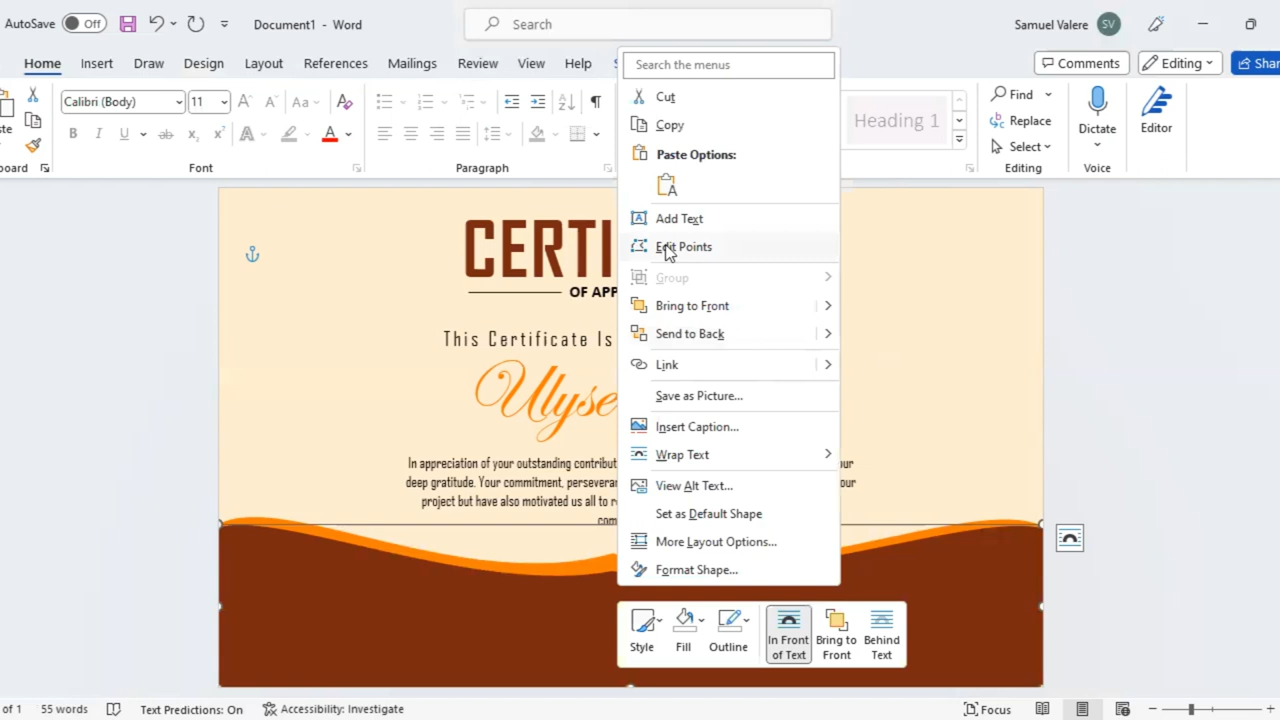 AutoSave Off Document1 - Word Search Samuel Valere SV
Home Insert Draw Design Layout References Mailings Review View Help Comments Editing
Calibri (Body) 11 Aa Heading 1 Find Replace Select Dictate Editor
Font Paragraph Editing Voice
Search the menus
Cut
Copy
Paste Options:
Add Text
Edit Points
Group
Bring to Front
Send to Back
Link
Save as Picture...
Insert Caption...
Wrap Text
View Alt Text...
Set as Default Shape
More Layout Options...
Format Shape...
Style Fill Outline In Front of Text Bring to Front Behind Text
CERTI
OF APP
This Certificate Is
Ulyse
In appreciation of your outstanding contribut
deep gratitude. Your commitment, perseveran
project but have also motivated us all to r
com
of 1 55 words Text Predictions: On Accessibility: Investigate Focus